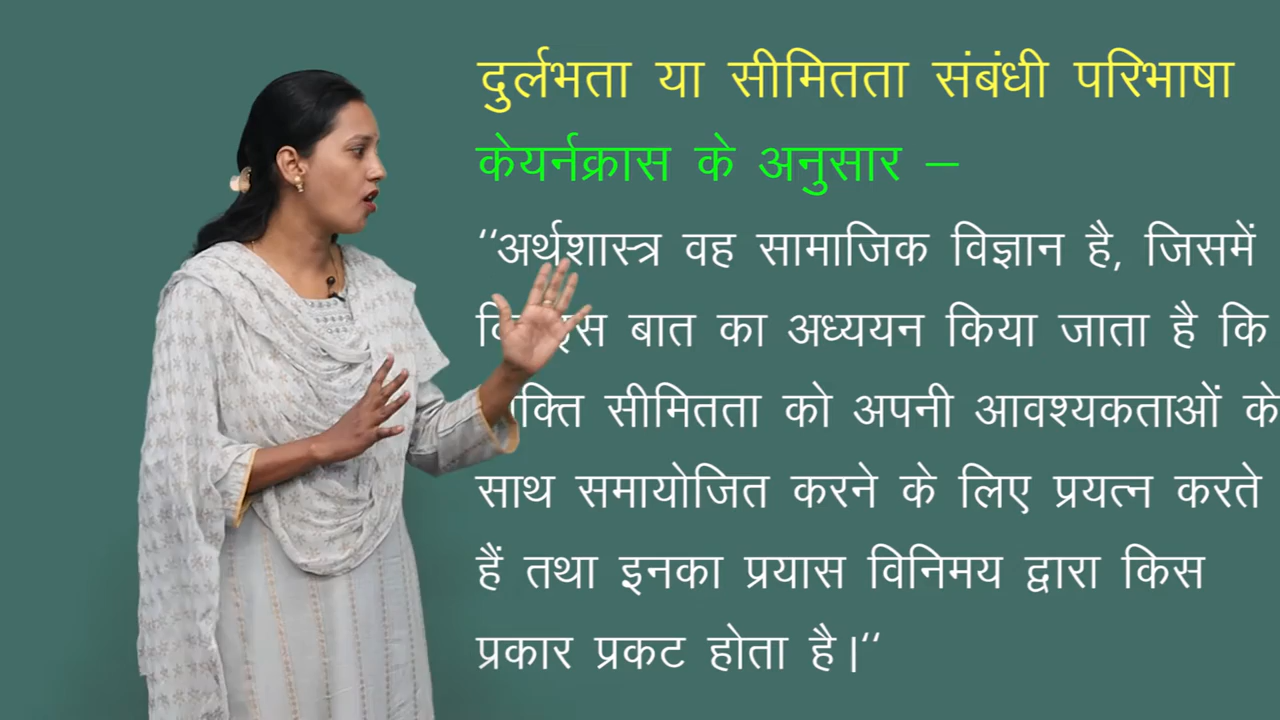 दुर्लभता या सीमितता संबंधी परिभाषा
केयर्नक्रास के अनुसार –
‘‘अर्थशास्त्र वह सामाजिक विज्ञान है, जिसमें
बात का अध्ययन किया जाता है कि
सीमितता को अपनी आवश्यकताओं के
साथ समायोजित करने के लिए प्रयत्न करते
हैं तथा इनका प्रयास विनिमय द्वारा किस
प्रकार प्रकट होता है।‘‘